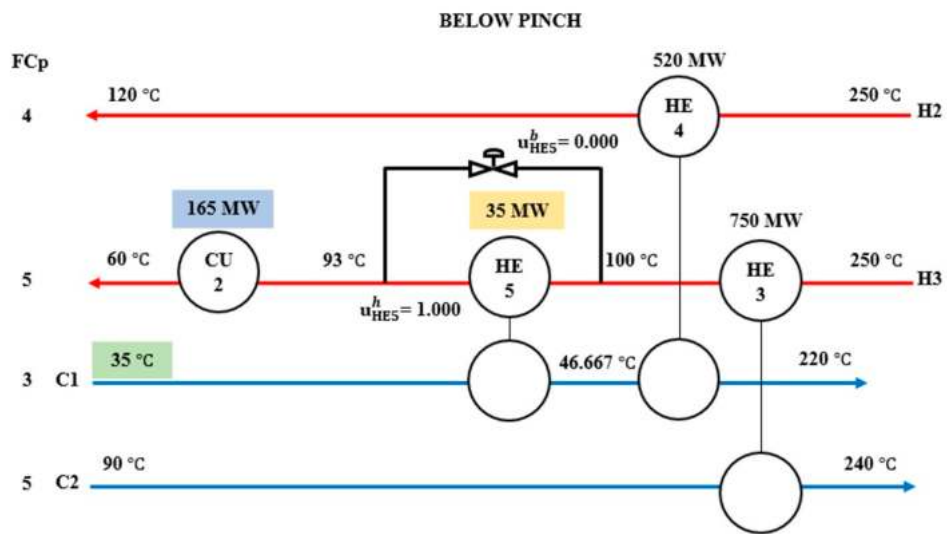 BELOW PINCH
FCp
520 MW
4
120 °C
HE
4
250 °C
H2
u^b_HE5 = 0.000
165 MW
35 MW
750 MW
5
60 °C
CU
2
93 °C
HE
5
100 °C
HE
3
250 °C
H3
u^h_HE5 = 1.000
35 °C
46.667 °C
220 °C
3
C1
90 °C
240 °C
5
C2